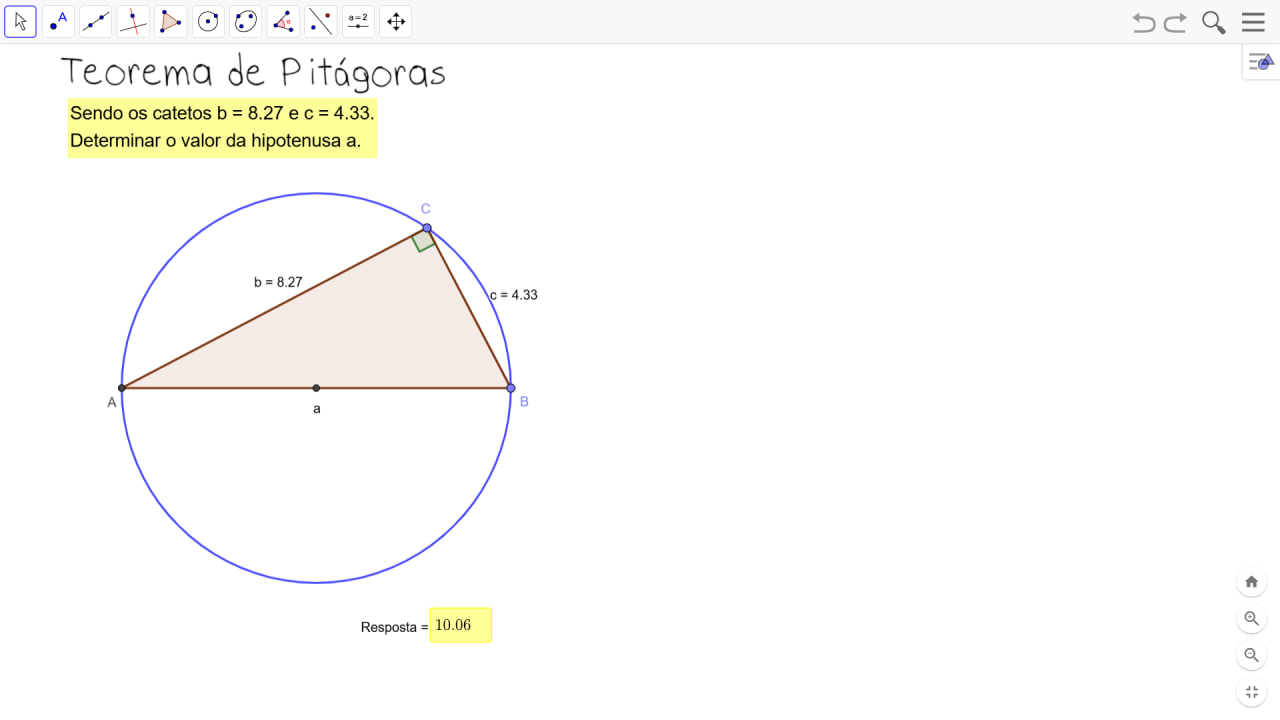 A
a=2
Teorema de Pitágoras
Sendo os catetos b = 8.27 e c = 4.33.
Determinar o valor da hipotenusa a.
C
b = 8.27
c = 4.33
A
a
B
Resposta = 10.06